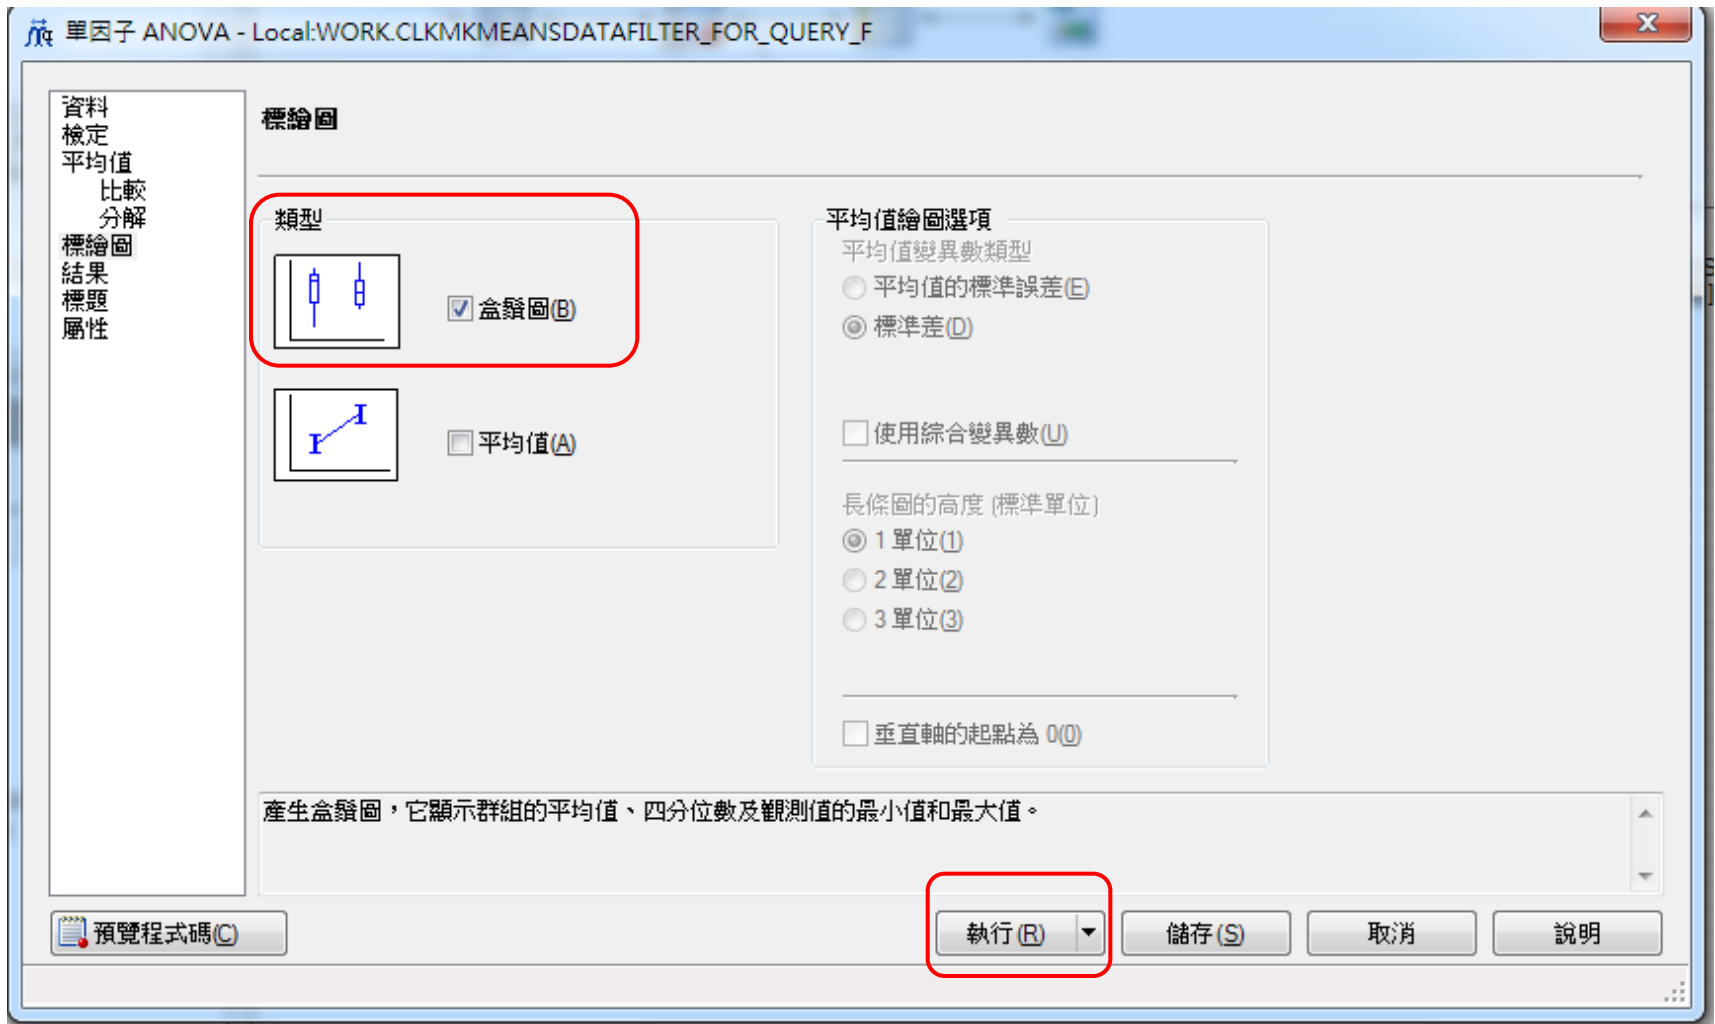 單因子 ANOVA - Local:WORK.CLKMKMEANSDATAFILTER_FOR_QUERY_F
資料
檢定
平均值
比較
分解
標繪圖
結果
標題
屬性
標繪圖
類型
盒鬚圖(B)
平均值(A)
平均值繪圖選項
平均值變異數類型
平均值的標準誤差(E)
標準差(D)
使用綜合變異數(U)
長條圖的高度 (標準單位)
1 單位(1)
2 單位(2)
3 單位(3)
垂直軸的起點為 0(0)
產生盒鬚圖，它顯示群組的平均值、四分位數及觀測值的最小值和最大值。
預覽程式碼(C)
執行(R)
儲存(S)
取消
說明